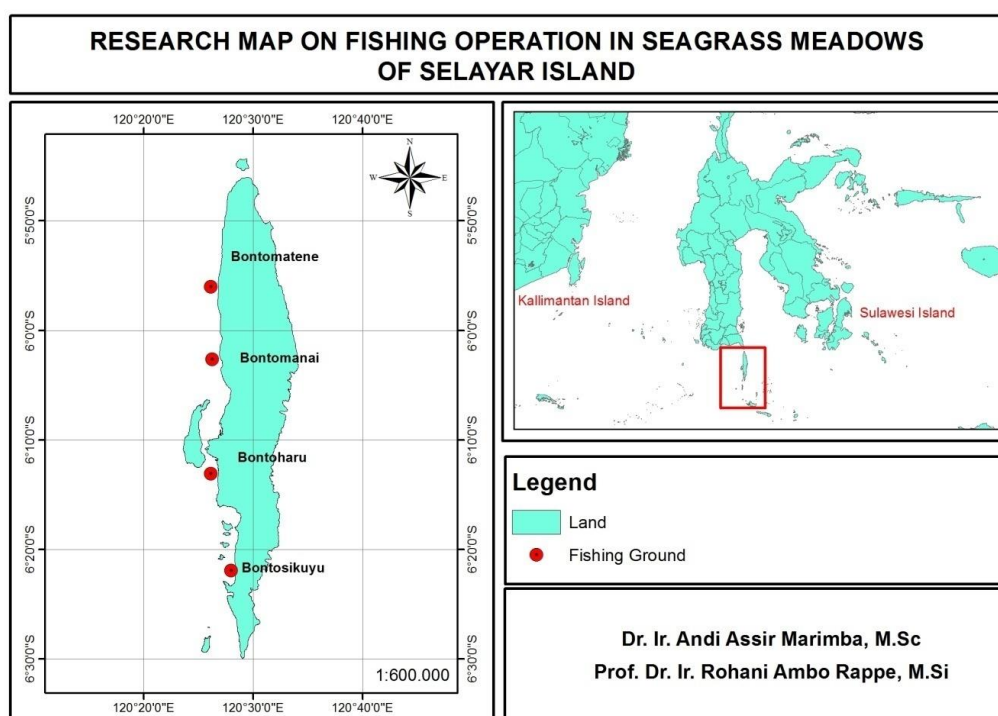 RESEARCH MAP ON FISHING OPERATION IN SEAGRASS MEADOWS
OF SELAYAR ISLAND
120°20'0"E 120°30'0"E 120°40'0"E
N
W E
S
5°50'0"S 5°50'0"S
Bontomatene
6°0'0"S 6°0'0"S
Bontomanai
6°10'0"S 6°10'0"S
Bontoharu
6°20'0"S 6°20'0"S
Bontosikuyu
6°30'0"S 6°30'0"S
1:600.000
120°20'0"E 120°30'0"E 120°40'0"E
Kallimantan Island
Sulawesi Island
Legend
Land
Fishing Ground
Dr. Ir. Andi Assir Marimba, M.Sc
Prof. Dr. Ir. Rohani Ambo Rappe, M.Si